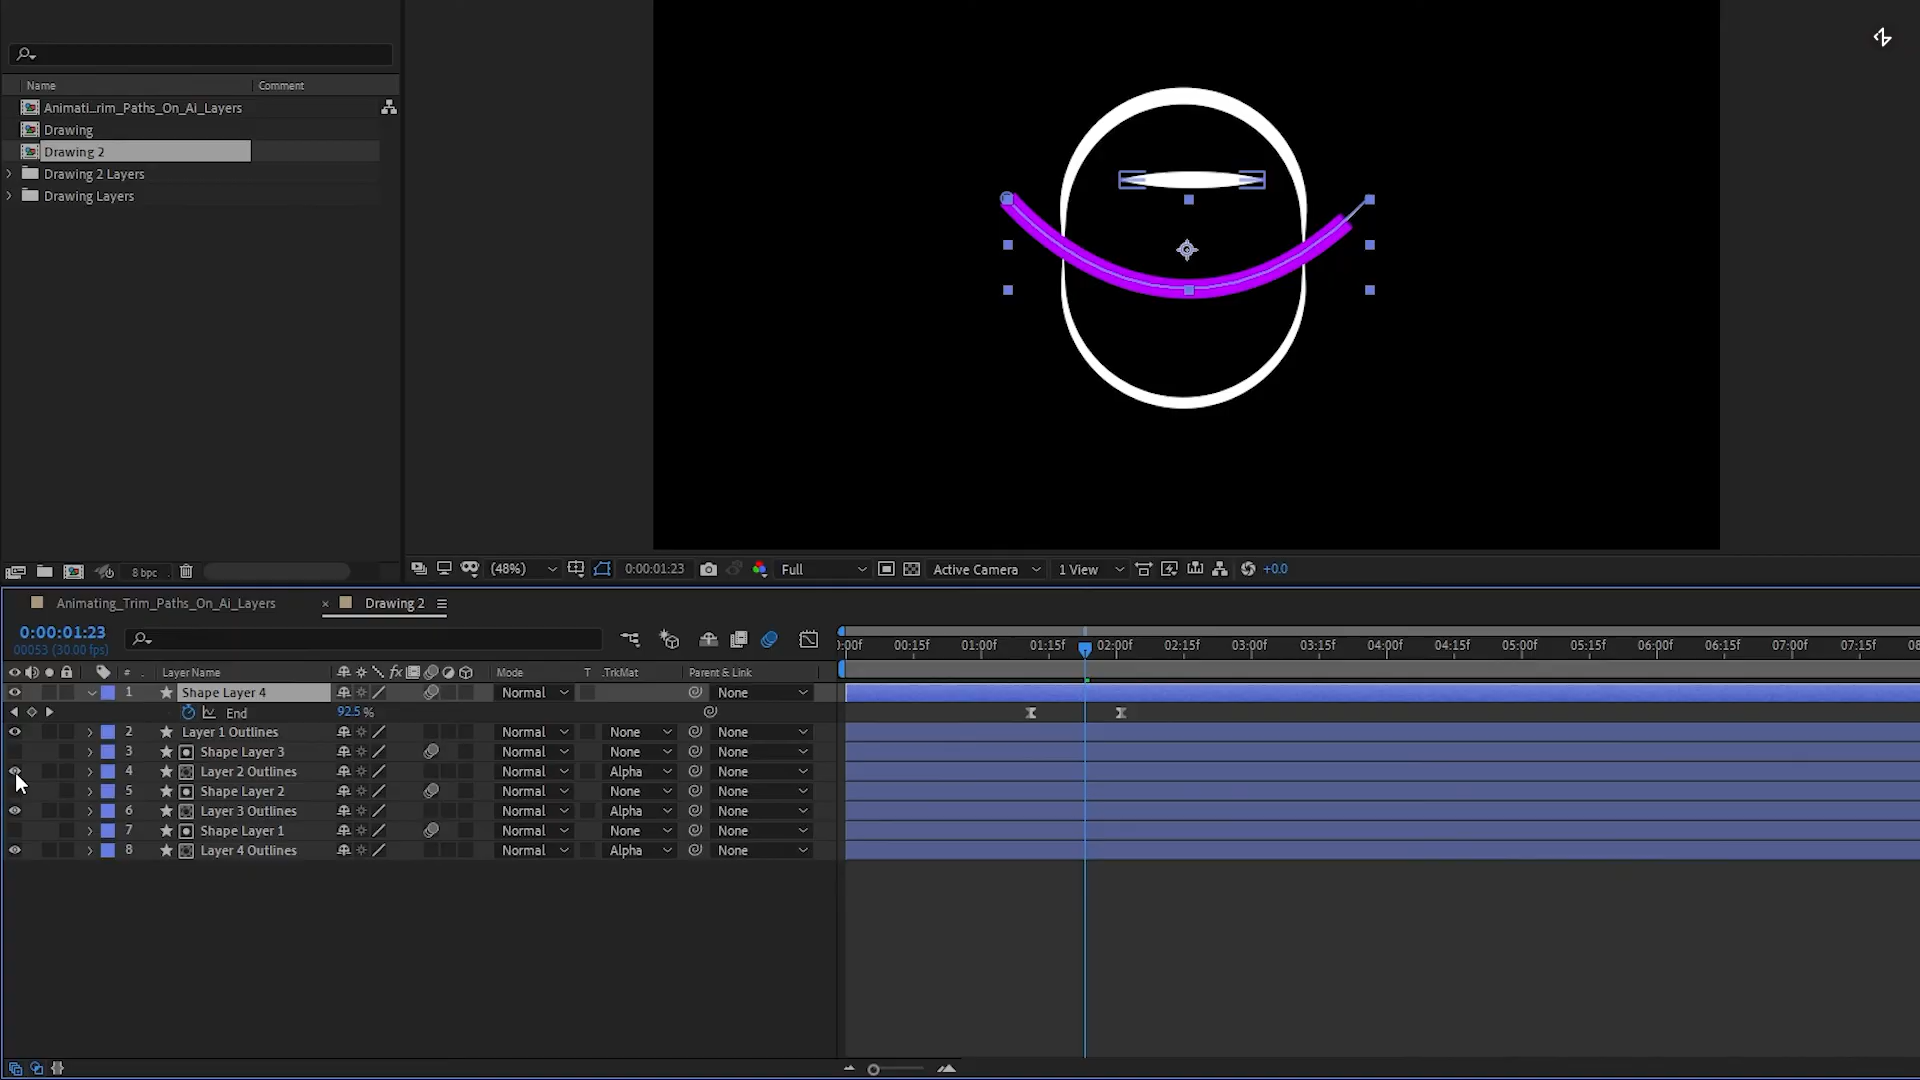 Name Comment
Animati...rim_Paths_On_Ai_Layers
Drawing
Drawing 2
Drawing 2 Layers
Drawing Layers
8 bpc
(48%) 0:00:01:23 Full Active Camera 1 View +0.0
Animating_Trim_Paths_On_Ai_Layers × Drawing 2
0:00:01:23
00053 (30.00 fps)
):00f 00:15f 01:00f 01:15f 02:00f 02:15f 03:00f 03:15f 04:00f 04:15f 05:00f 05:15f 06:00f 06:15f 07:00f 07:15f 08
# Layer Name fx Mode T .TrkMat Parent & Link
1 Shape Layer 4 Normal None
End 92.5 %
2 Layer 1 Outlines Normal None None
3 Shape Layer 3 Normal None None
4 Layer 2 Outlines Normal Alpha None
5 Shape Layer 2 Normal None None
6 Layer 3 Outlines Normal Alpha None
7 Shape Layer 1 Normal None None
8 Layer 4 Outlines Normal Alpha None